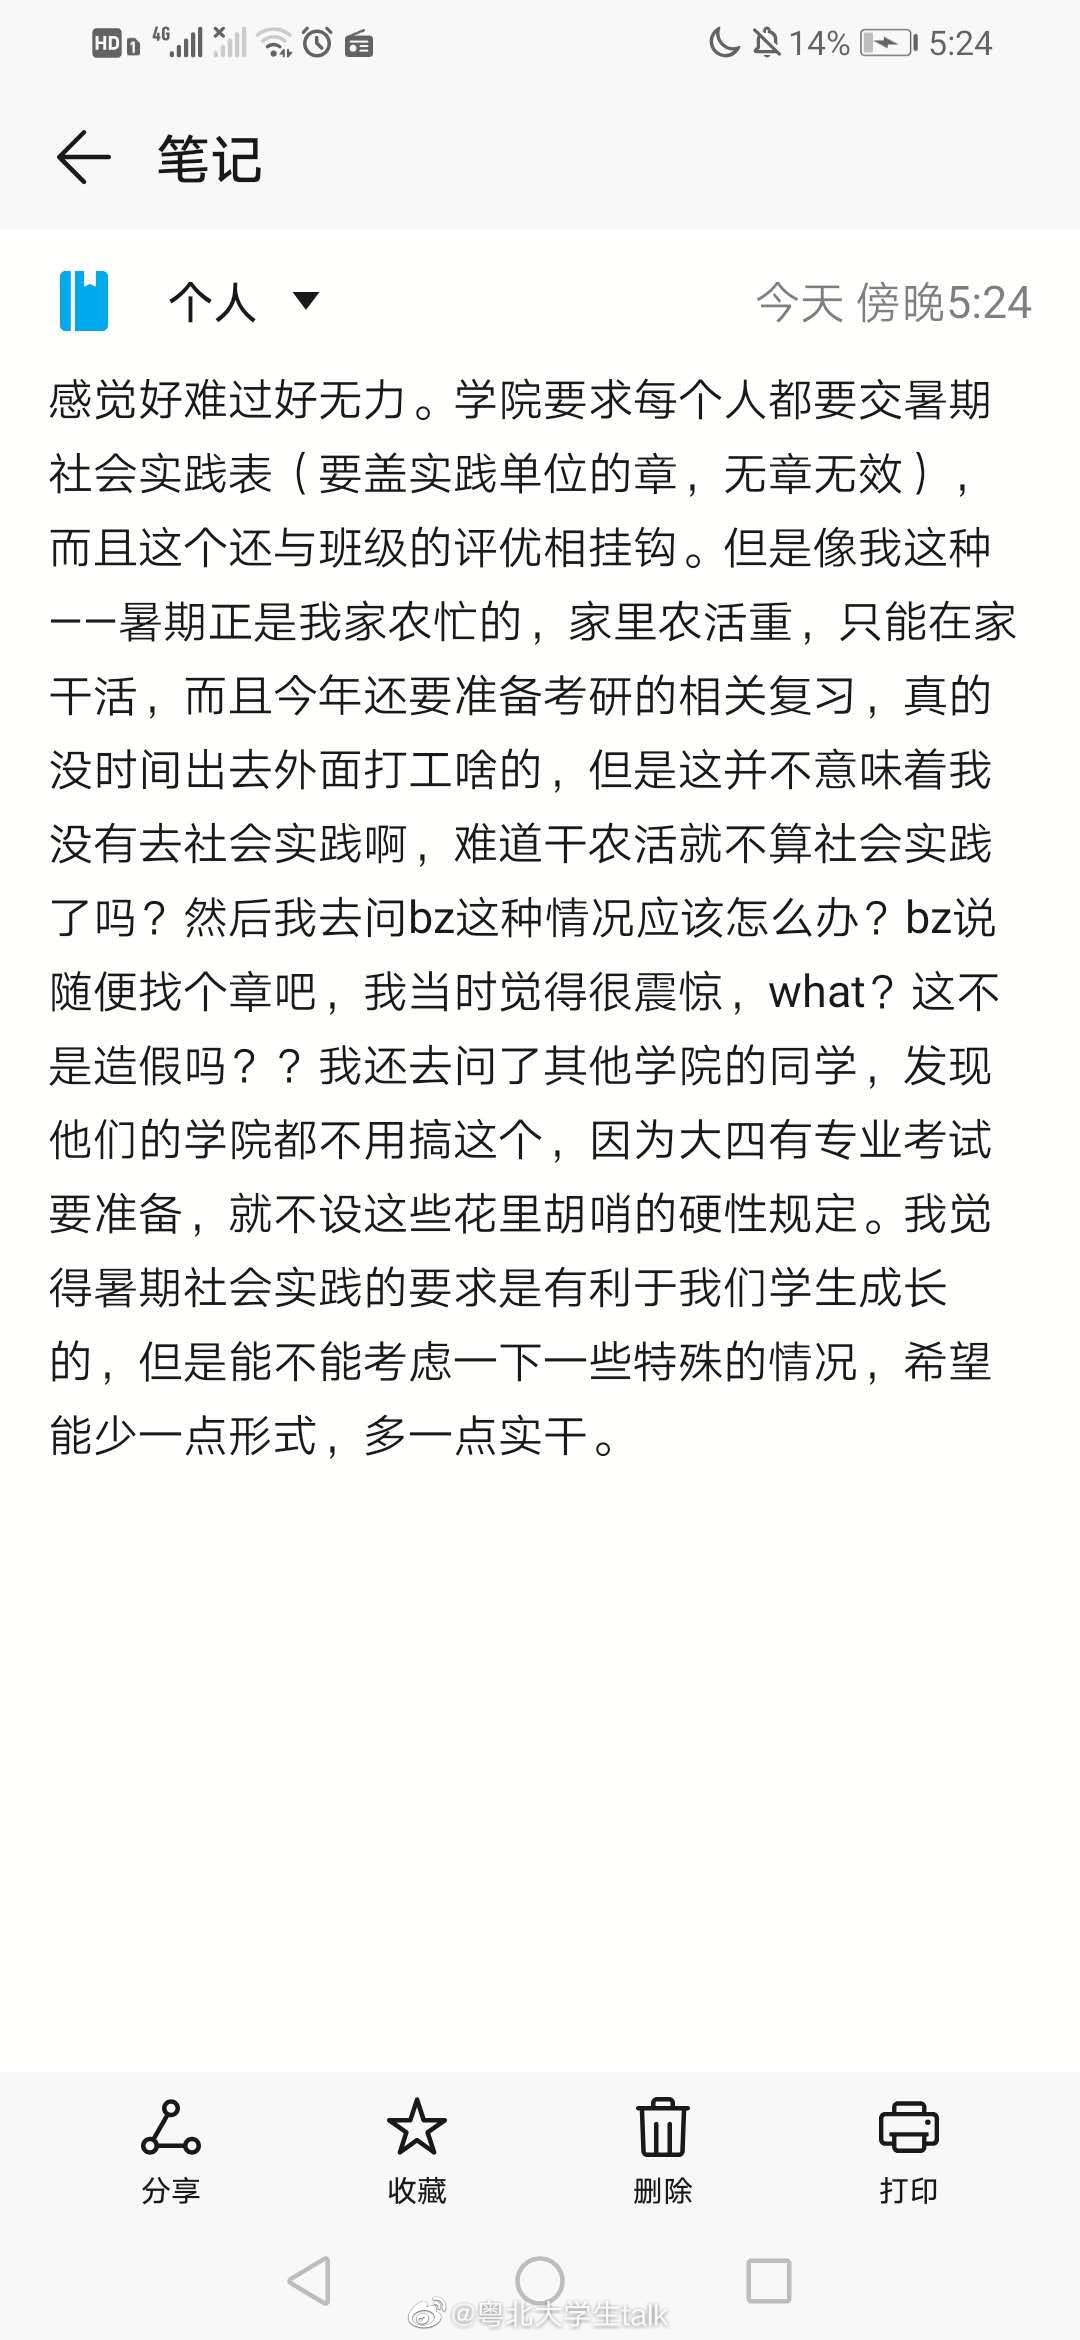 HD 1 4G 14% 5:24
笔记
个人 今天 傍晚5:24
感觉好难过好无力。学院要求每个人都要交暑期
社会实践表（要盖实践单位的章，无章无效），
而且这个还与班级的评优相挂钩。但是像我这种
——暑期正是我家农忙的，家里农活重，只能在家
干活，而且今年还要准备考研的相关复习，真的
没时间出去外面打工啥的，但是这并不意味着我
没有去社会实践啊，难道干农活就不算社会实践
了吗？然后我去问bz这种情况应该怎么办？bz说
随便找个章吧，我当时觉得很震惊，what？这不
是造假吗？？我还去问了其他学院的同学，发现
他们的学院都不用搞这个，因为大四有专业考试
要准备，就不设这些花里胡哨的硬性规定。我觉
得暑期社会实践的要求是有利于我们学生成长
的，但是能不能考虑一下一些特殊的情况，希望
能少一点形式，多一点实干。
分享 收藏 删除 打印
@粤北大学生talk